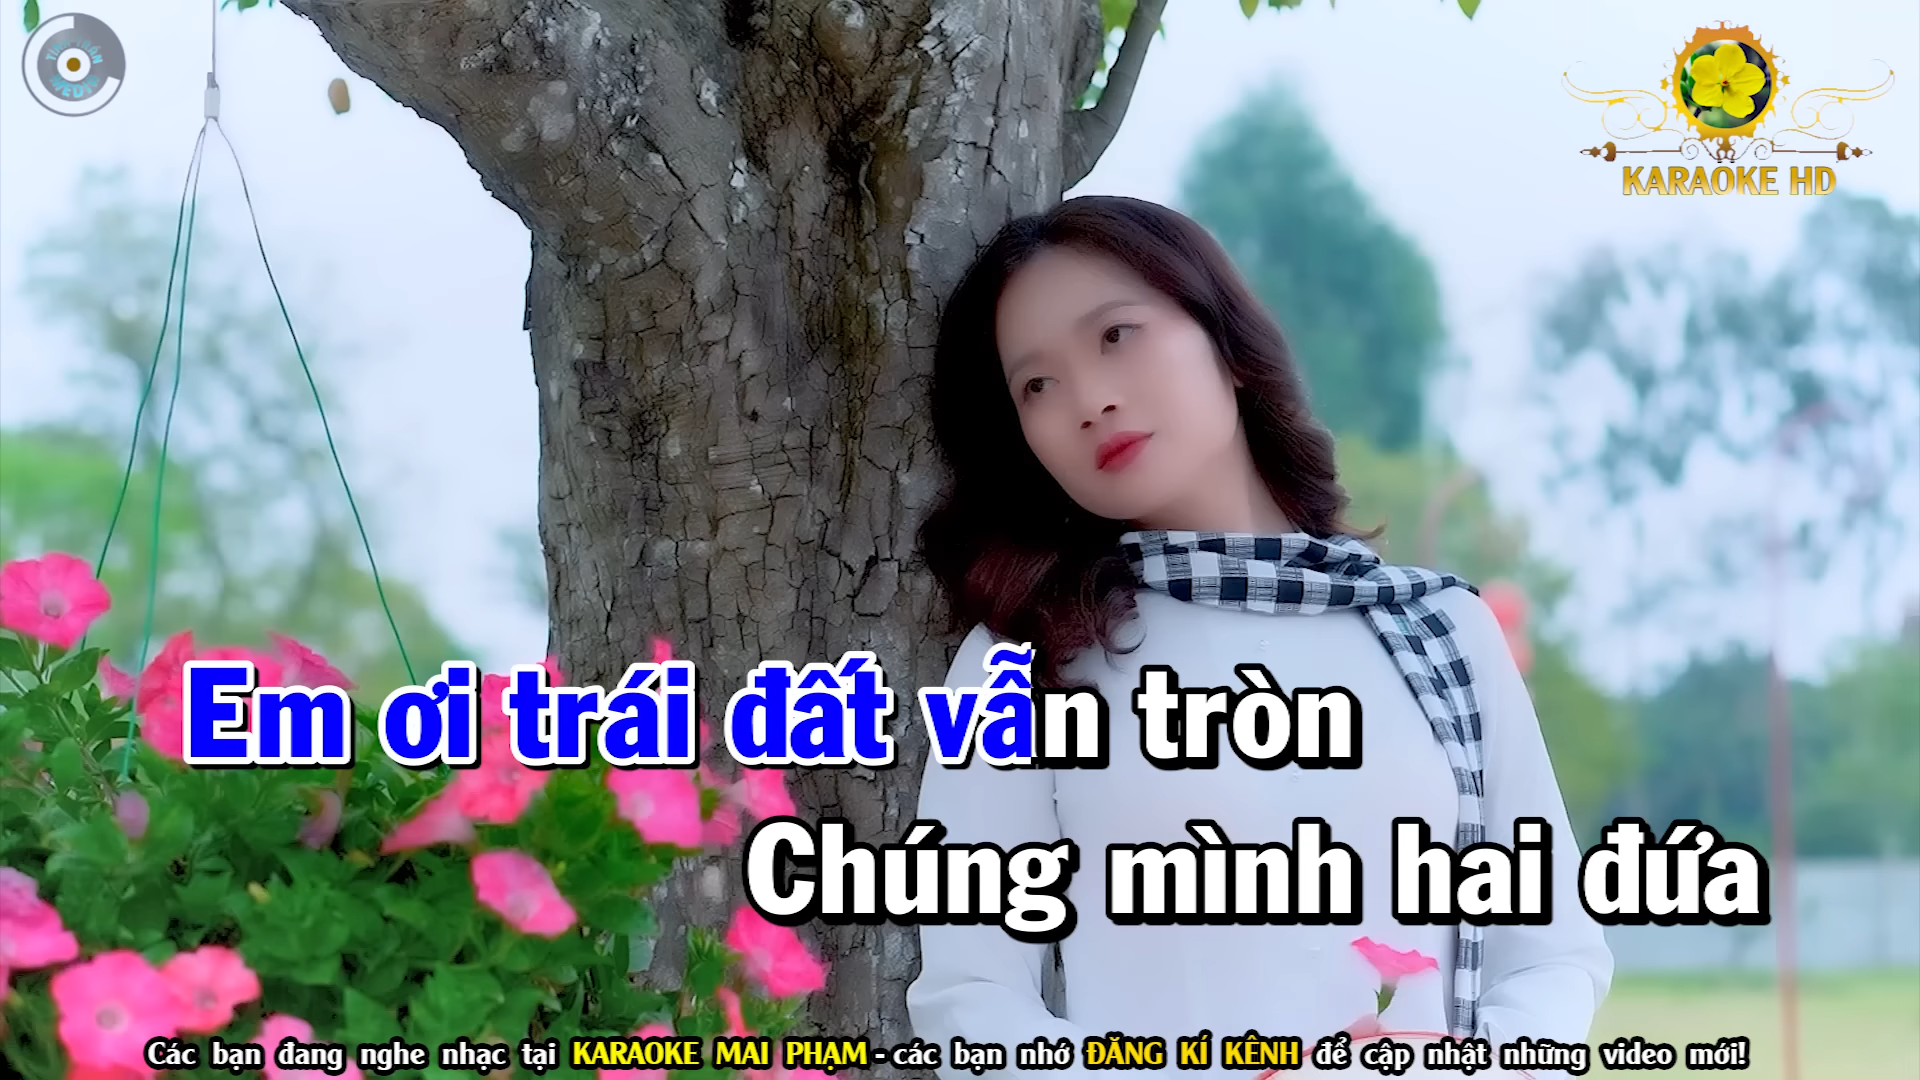 KARAOKE HD
Em ơi trái đất vẫn tròn
Chúng mình hai đứa
Các bạn đang nghe nhạc tại KARAOKE MAI PHẠM - các bạn nhớ ĐĂNG KÍ KÊNH để cập nhật những video mới!